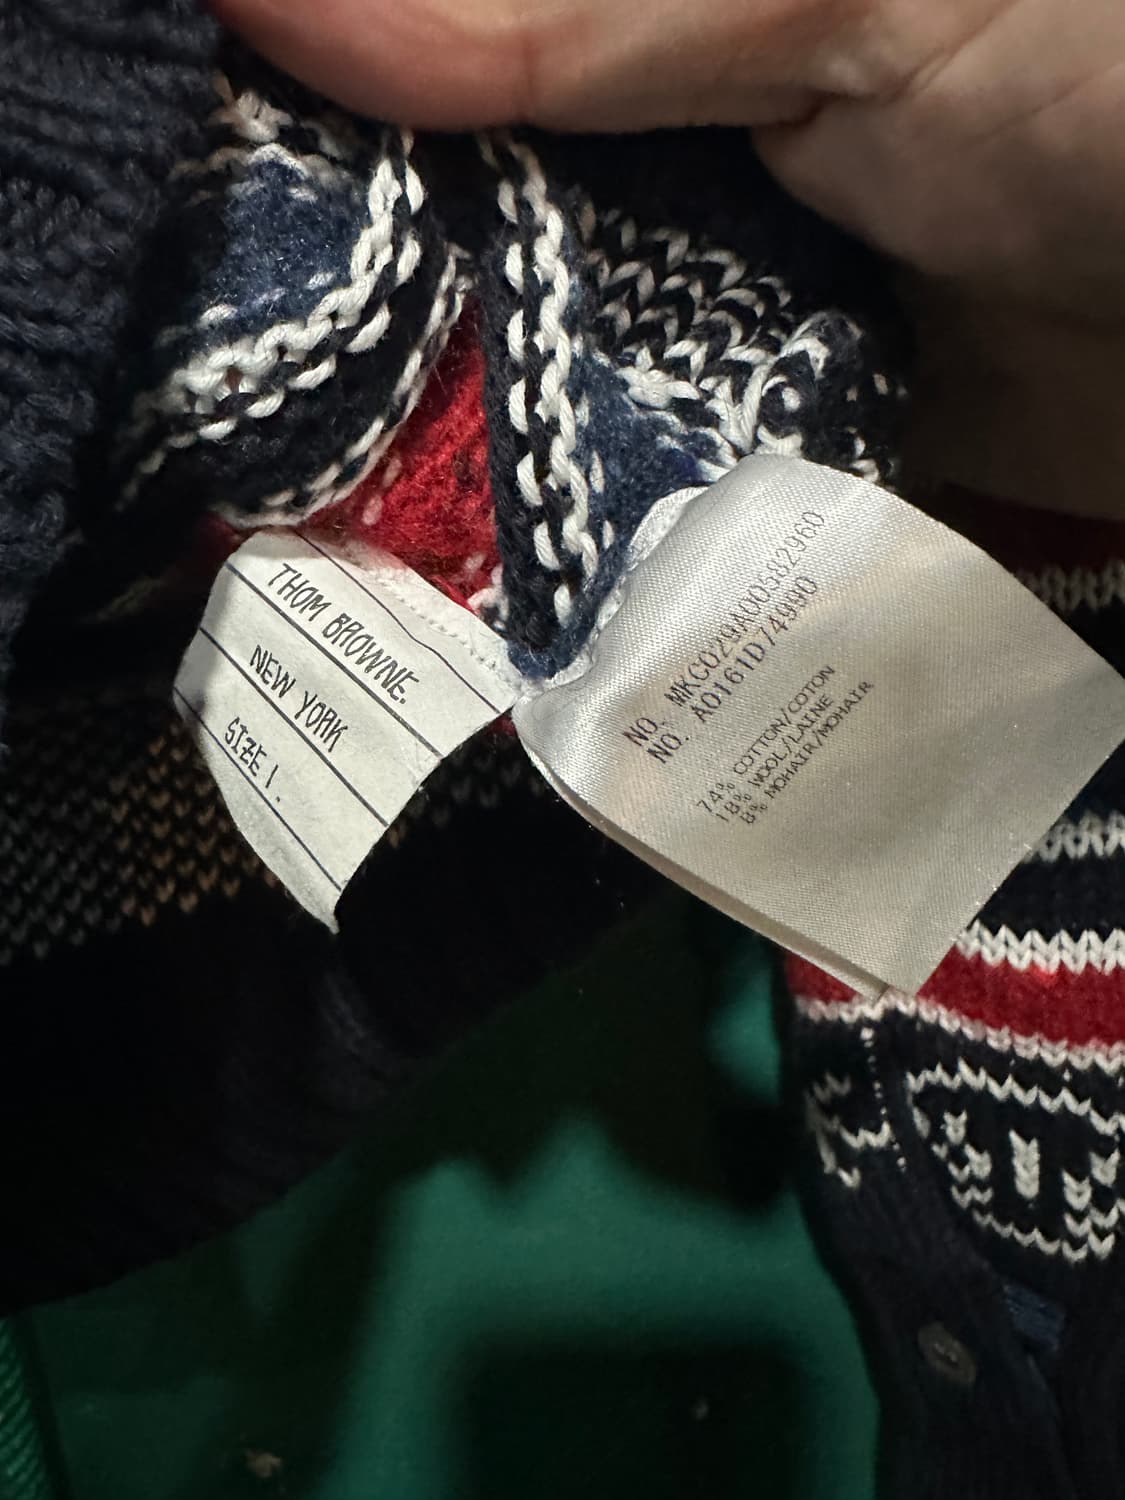 THOM BROWNE.
NEW YORK
SIZE 1.
NO. MKC029A00582960
NO. A0161D74990
74% COTTON/COTON
18% WOOL/LAINE
8% MOHAIR/MOHAIR